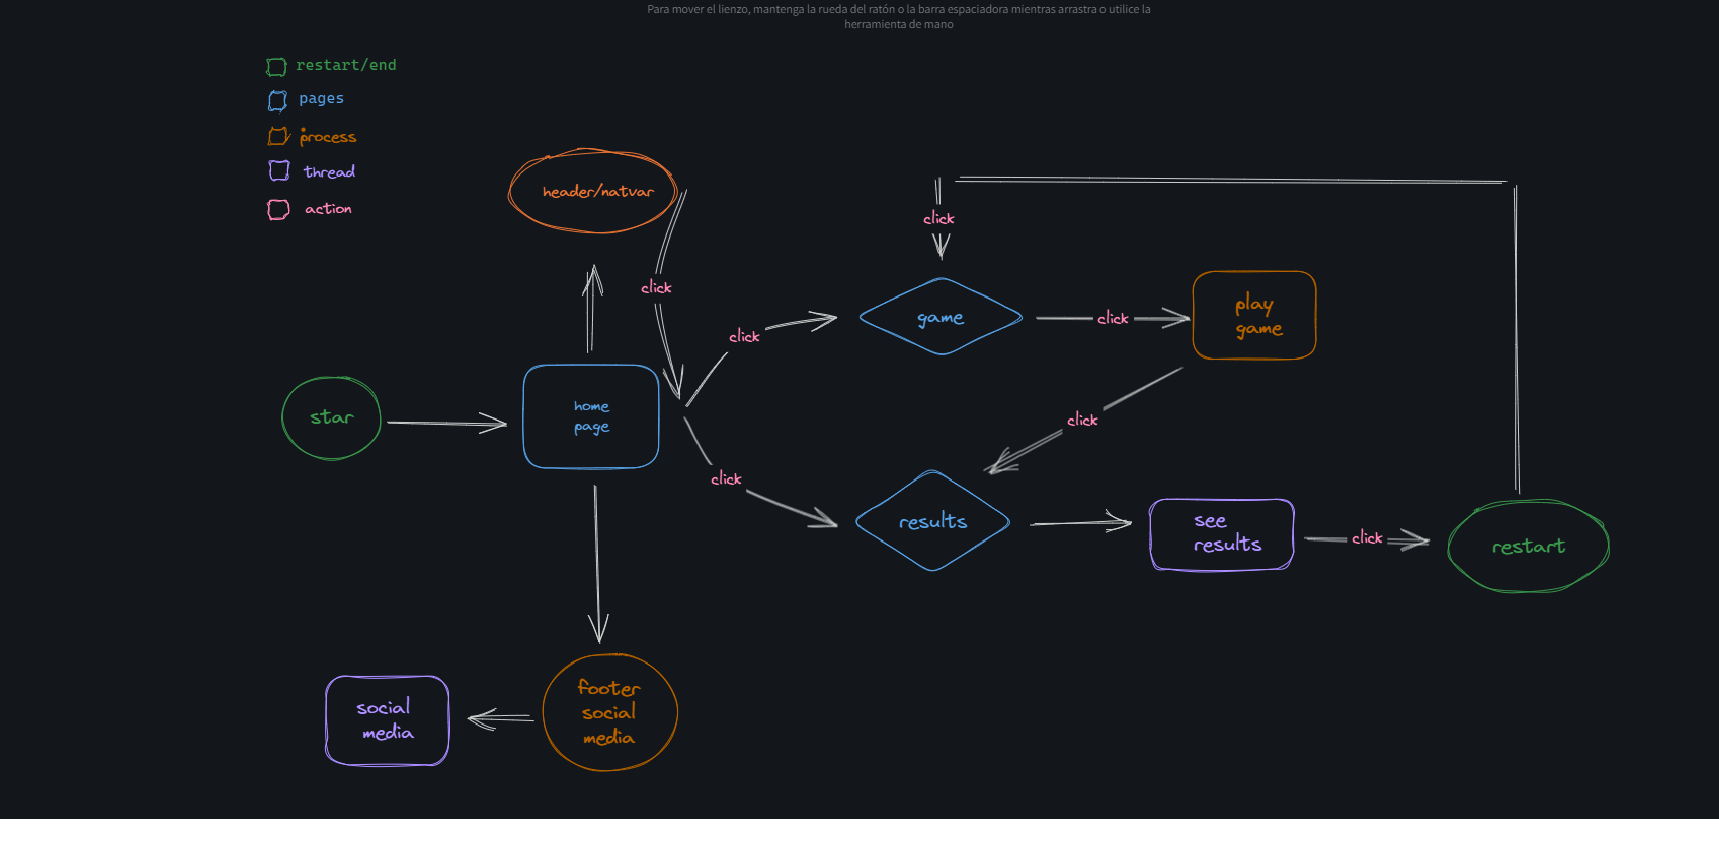 Para mover el lienzo, mantenga la rueda del ratón o la barra espaciadora mientras arrastra o utilice la
herramienta de mano
restart/end
pages
process
thread
action
header/natvar
click
click
click
game
click
play
game
star
home
page
click
click
results
see
results
click
restart
footer
social
media
social
media